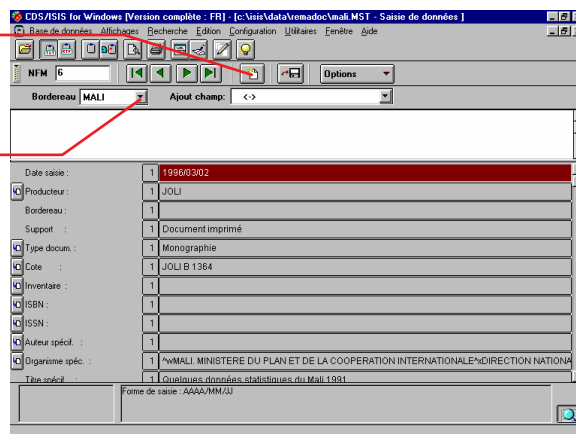 CDS/ISIS for Windows [Version complète : FR] - [c:\isis\data\remadoc\mali.MST - Saisie de données ]
Base de données Affichages Recherche Edition Configuration Utilitaires Fenêtre Aide
NFM 6 Options
Bordereau MALI Ajout champ: <->
Date saisie : 1 1996/03/02
Producteur : 1 JOLI
Bordereau : 1
Support : 1 Document imprimé
Type docum. : 1 Monographie
Cote : 1 JOLI B 1364
Inventaire : 1
ISBN : 1
ISSN : 1
Auteur spécif. : 1
Organisme spéc. : 1 ^wMALI. MINISTERE DU PLAN ET DE LA COOPERATION INTERNATIONALE^xDIRECTION NATIONA
Titre spécif. : 1 Quelques données statistiques du Mali 1991
Forme de saisie : AAAA/MM/JJ